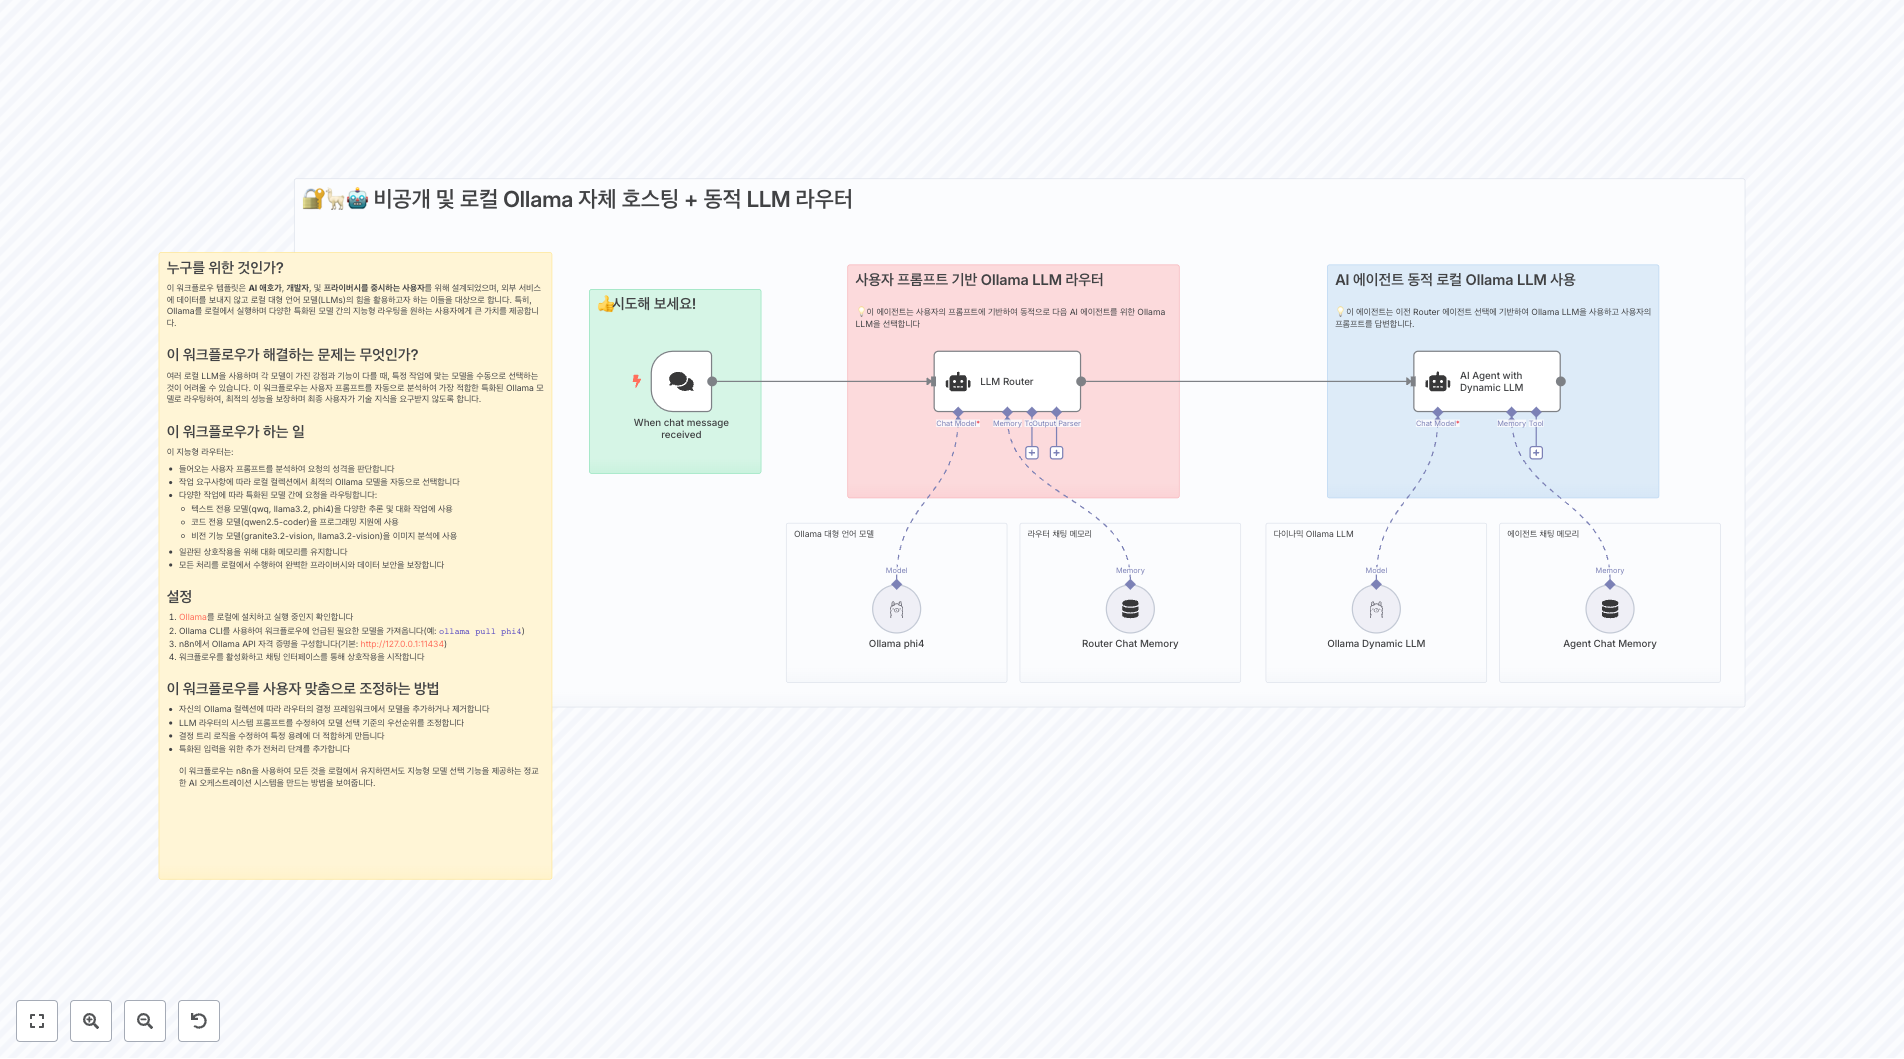 🔐🦙🤖 비공개 및 로컬 Ollama 자체 호스팅 + 동적 LLM 라우터
누구를 위한 것인가?
이 워크플로우 템플릿은 AI 애호가, 개발자, 및 프라이버시를 중시하는 사용자를 위해 설계되었으며, 외부 서비스
에 데이터를 보내지 않고 로컬 대형 언어 모델(LLMs)의 힘을 활용하고자 하는 이들을 대상으로 합니다. 특히,
Ollama를 로컬에서 실행하며 다양한 특화된 모델 간의 지능형 라우팅을 원하는 사용자에게 큰 가치를 제공합니
다.
이 워크플로우가 해결하는 문제는 무엇인가?
여러 로컬 LLM을 사용하며 각 모델이 가진 강점과 기능이 다를 때, 특정 작업에 맞는 모델을 수동으로 선택하는
것이 어려울 수 있습니다. 이 워크플로우는 사용자 프롬프트를 자동으로 분석하여 가장 적합한 특화된 Ollama 모
델로 라우팅하여, 최적의 성능을 보장하며 최종 사용자가 기술 지식을 요구받지 않도록 합니다.
이 워크플로우가 하는 일
이 지능형 라우터는:
• 들어오는 사용자 프롬프트를 분석하여 요청의 성격을 판단합니다
• 작업 요구사항에 따라 로컬 컬렉션에서 최적의 Ollama 모델을 자동으로 선택합니다
• 다양한 작업에 따라 특화된 모델 간에 요청을 라우팅합니다:
◦ 텍스트 전용 모델(qwq, llama3.2, phi4)을 다양한 추론 및 대화 작업에 사용
◦ 코드 전용 모델(qwen2.5-coder)을 프로그래밍 지원에 사용
◦ 비전 기능 모델(granite3.2-vision, llama3.2-vision)을 이미지 분석에 사용
• 일관된 상호작용을 위해 대화 메모리를 유지합니다
• 모든 처리를 로컬에서 수행하여 완벽한 프라이버시와 데이터 보안을 보장합니다
설정
1. Ollama를 로컬에 설치하고 실행 중인지 확인합니다
2. Ollama CLI를 사용하여 워크플로우에 언급된 필요한 모델을 가져옵니다(예: ollama pull phi4)
3. n8n에서 Ollama API 자격 증명을 구성합니다(기본: http://127.0.0.1:11434)
4. 워크플로우를 활성화하고 채팅 인터페이스를 통해 상호작용을 시작합니다
이 워크플로우를 사용자 맞춤으로 조정하는 방법
• 자신의 Ollama 컬렉션에 따라 라우터의 결정 프레임워크에서 모델을 추가하거나 제거합니다
• LLM 라우터의 시스템 프롬프트를 수정하여 모델 선택 기준의 우선순위를 조정합니다
• 결정 트리 로직을 수정하여 특정 용례에 더 적합하게 만듭니다
• 특화된 입력을 위한 추가 전처리 단계를 추가합니다
이 워크플로우는 n8n을 사용하여 모든 것을 로컬에서 유지하면서도 지능형 모델 선택 기능을 제공하는 정교
한 AI 오케스트레이션 시스템을 만드는 방법을 보여줍니다.
👍시도해 보세요!
When chat message
received
사용자 프롬프트 기반 Ollama LLM 라우터
💡이 에이전트는 사용자의 프롬프트에 기반하여 동적으로 다음 AI 에이전트를 위한 Ollama
LLM을 선택합니다
LLM Router
Chat Model*
Memory
Output Parser
AI 에이전트 동적 로컬 Ollama LLM 사용
💡이 에이전트는 이전 Router 에이전트 선택에 기반하여 Ollama LLM을 사용하고 사용자의
프롬프트를 답변합니다.
AI Agent with
Dynamic LLM
Chat Model*
Memory
Tool
Ollama 대형 언어 모델
Model
Ollama phi4
라우터 채팅 메모리
Memory
Router Chat Memory
다이나믹 Ollama LLM
Model
Ollama Dynamic LLM
에이전트 채팅 메모리
Memory
Agent Chat Memory